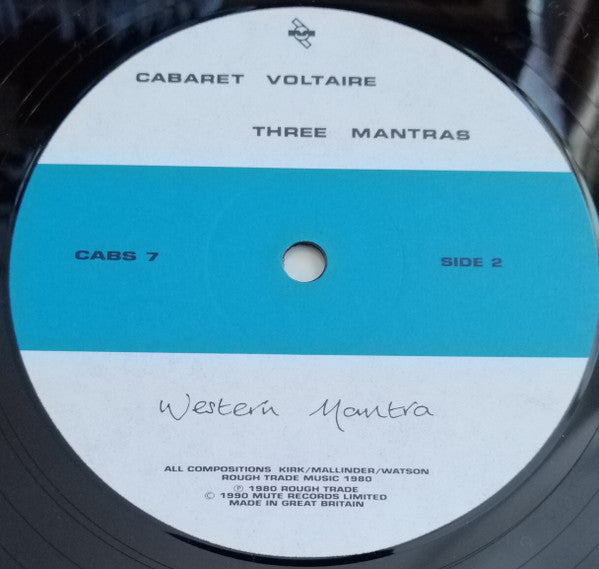 CABARET VOLTAIRE
THREE MANTRAS
CABS 7
SIDE 2
Western Mantra
ALL COMPOSITIONS KIRK/MALLINDER/WATSON
ROUGH TRADE MUSIC 1980
℗ 1980 ROUGH TRADE
© 1990 MUTE RECORDS LIMITED
MADE IN GREAT BRITAIN